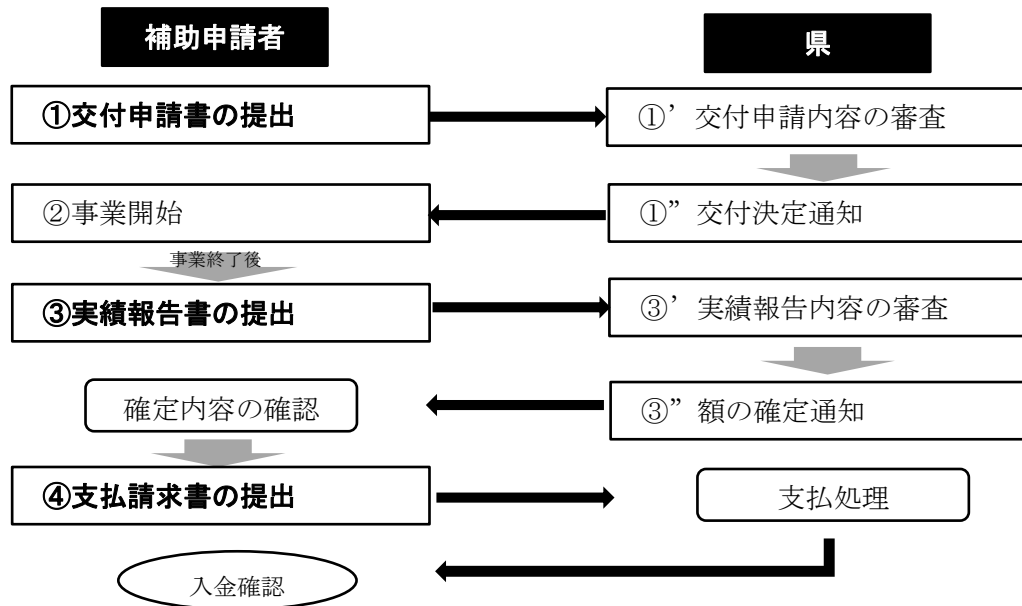 補助申請者
県
①交付申請書の提出
①’交付申請内容の審査
②事業開始
①”交付決定通知
事業終了後
③実績報告書の提出
③’実績報告内容の審査
確定内容の確認
③”額の確定通知
④支払請求書の提出
支払処理
入金確認